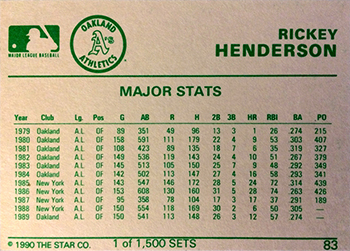 MAJOR LEAGUE BASEBALL
OAKLAND A's ATHLETICS
RICKEY
HENDERSON
MAJOR STATS
Year Club Lg. Pos G AB R H 2B 3B HR RBI BA PO
1979 Oakland A.L OF 89 351 49 96 13 3 1 26 .274 215
1980 Oakland A.L OF 158 591 111 179 22 4 9 53 .303 407
1981 Oakland A.L OF 108 423 89 135 18 7 6 35 .319 327
1982 Oakland A.L OF 149 536 119 143 24 4 10 51 .267 379
1983 Oakland A.L OF 145 513 105 150 25 7 9 48 .292 349
1984 Oakland A.L OF 142 502 113 147 27 4 16 58 .293 341
1985 New York A.L OF 143 547 146 172 28 5 24 72 .314 439
1986 New York A.L OF 153 608 130 160 31 5 28 74 .263 426
1987 New York A.L OF 95 358 78 104 17 3 17 37 .291 189
1988 New York A.L OF 140 554 118 30 2 6 50
1989 Oakland A.L OF 150 541 113 148 26 3 12 57 .274
© 1990 THE STAR CO. 1 of 1,500 SETS 83